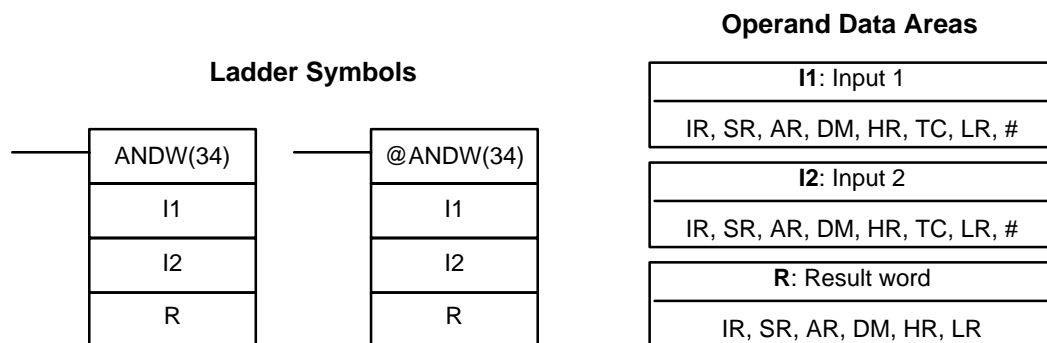 Ladder Symbols
ANDW(34)
I1
I2
R
@ANDW(34)
I1
I2
R
Operand Data Areas
I1: Input 1
IR, SR, AR, DM, HR, TC, LR, #
I2: Input 2
IR, SR, AR, DM, HR, TC, LR, #
R: Result word
IR, SR, AR, DM, HR, LR